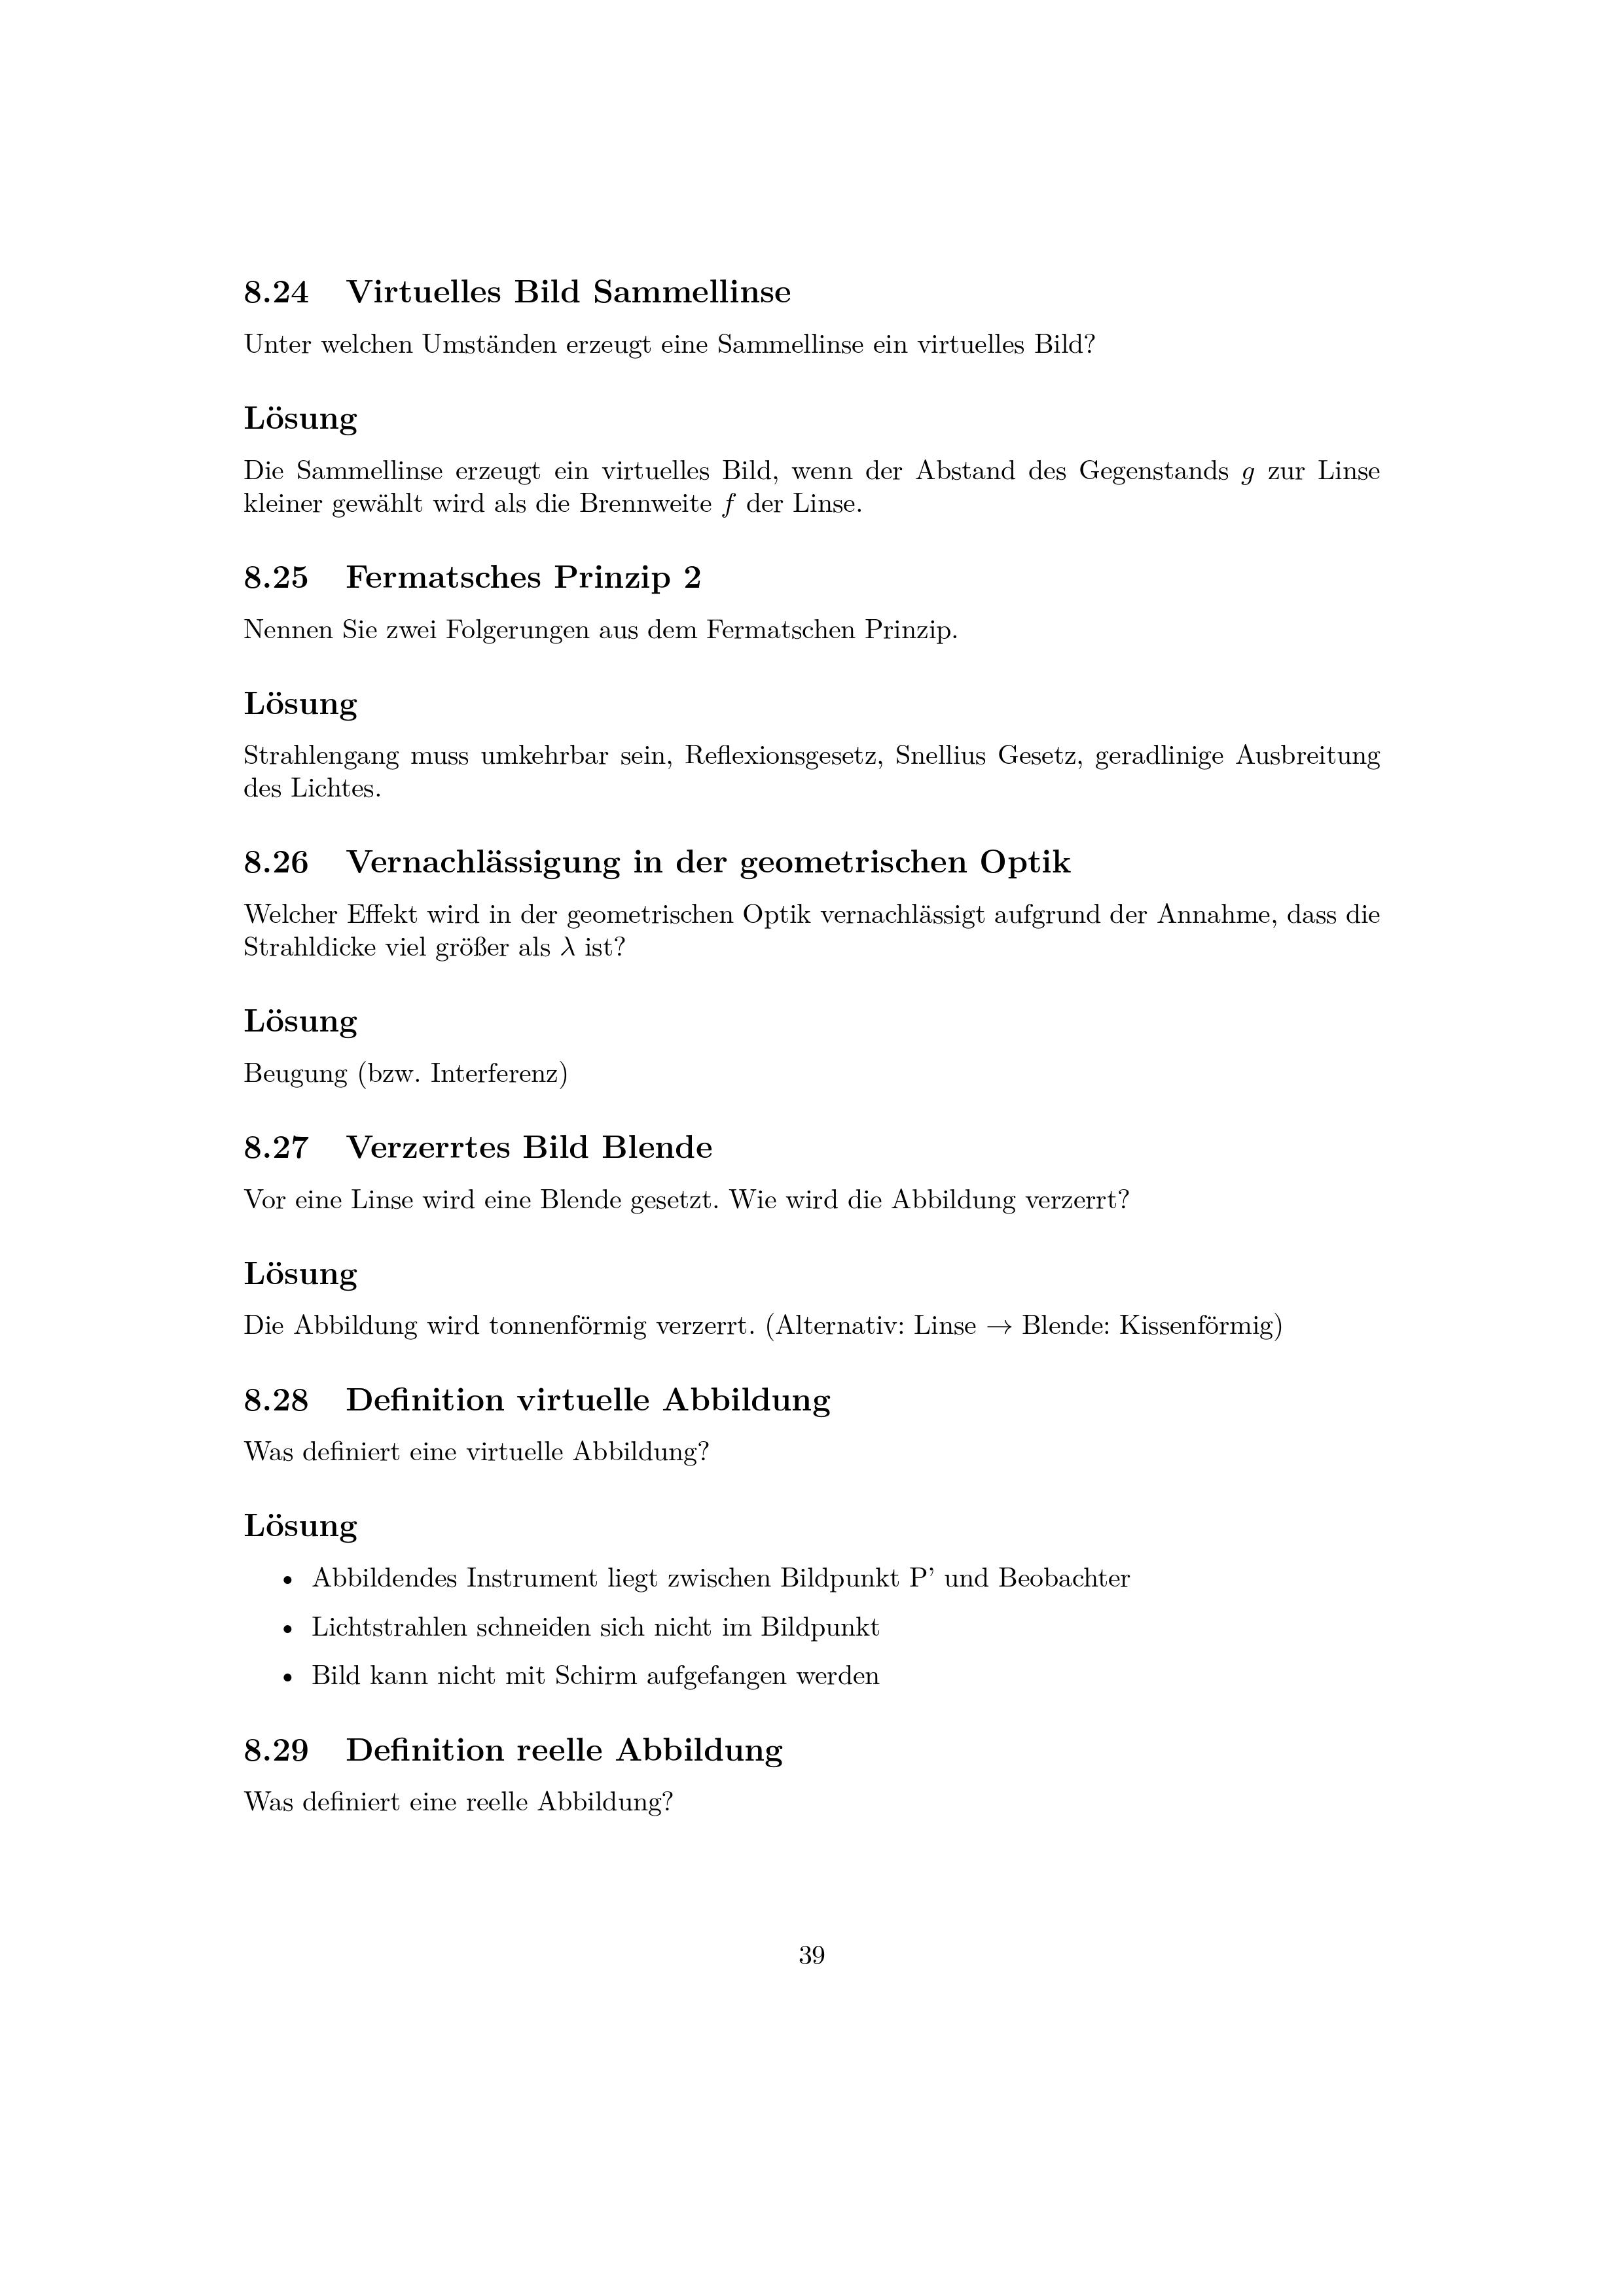 8.24 Virtuelles Bild Sammellinse
Unter welchen Umständen erzeugt eine Sammellinse ein virtuelles Bild?
Lösung
Die Sammellinse erzeugt ein virtuelles Bild, wenn der Abstand des Gegenstands g zur Linse
kleiner gewählt wird als die Brennweite f der Linse.
8.25 Fermatsches Prinzip 2
Nennen Sie zwei Folgerungen aus dem Fermatschen Prinzip.
Lösung
Strahlengang muss umkehrbar sein, Reflexionsgesetz, Snellius Gesetz, geradlinige Ausbreitung
des Lichtes.
8.26 Vernachlässigung in der geometrischen Optik
Welcher Effekt wird in der geometrischen Optik vernachlässigt aufgrund der Annahme, dass die
Strahldicke viel größer als λ ist?
Lösung
Beugung (bzw. Interferenz)
8.27 Verzerrtes Bild Blende
Vor eine Linse wird eine Blende gesetzt. Wie wird die Abbildung verzerrt?
Lösung
Die Abbildung wird tonnenförmig verzerrt. (Alternativ: Linse → Blende: Kissenförmig)
8.28 Definition virtuelle Abbildung
Was definiert eine virtuelle Abbildung?
Lösung
• Abbildendes Instrument liegt zwischen Bildpunkt P' und Beobachter
• Lichtstrahlen schneiden sich nicht im Bildpunkt
• Bild kann nicht mit Schirm aufgefangen werden
8.29 Definition reelle Abbildung
Was definiert eine reelle Abbildung?
39